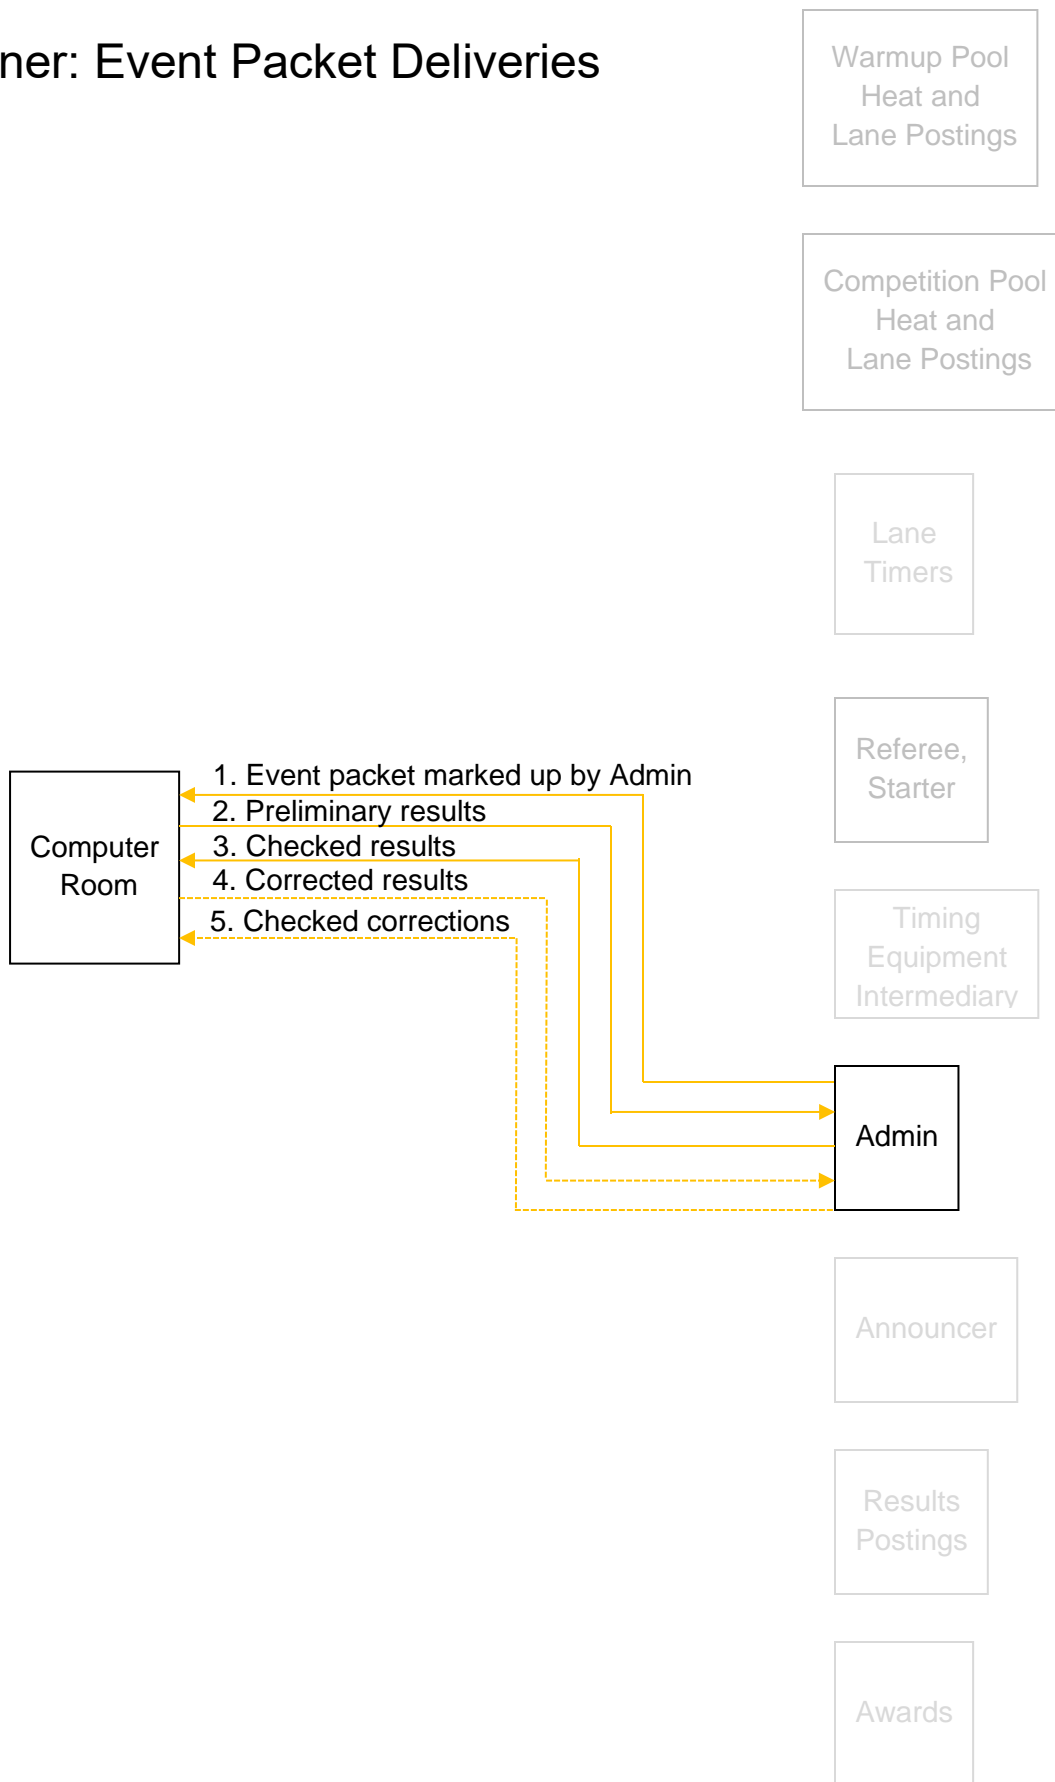 ner: Event Packet Deliveries
Warmup Pool
Heat and
Lane Postings
Competition Pool
Heat and
Lane Postings
Lane
Timers
Referee,
Starter
1. Event packet marked up by Admin
2. Preliminary results
3. Checked results
4. Corrected results
5. Checked corrections
Computer
Room
Timing
Equipment
Intermediary
Admin
Announcer
Results
Postings
Awards